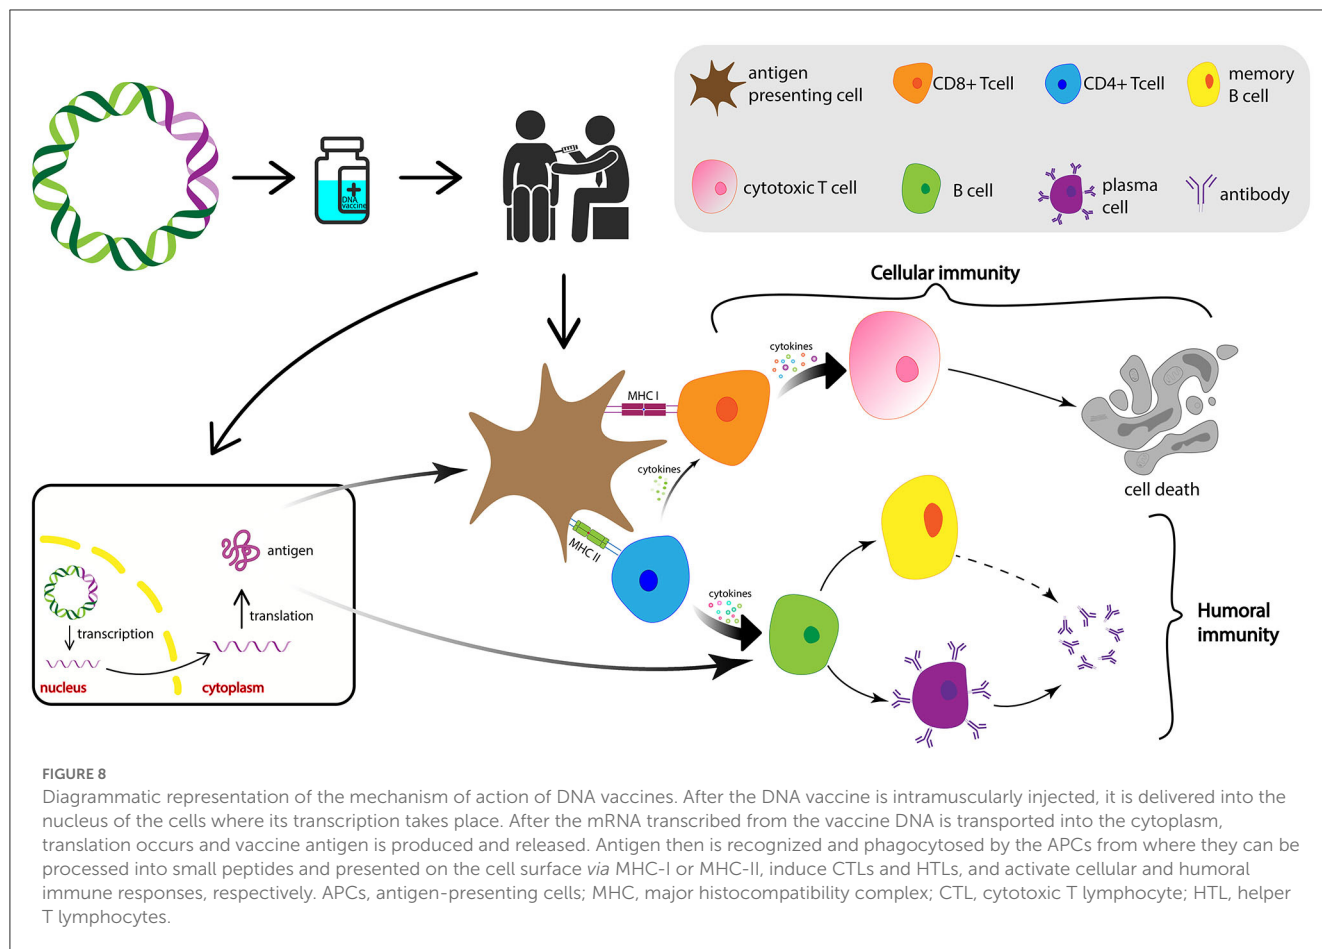 antigen
presenting cell
CD8+ Tcell
CD4+ Tcell
memory
B cell
cytotoxic T cell
B cell
plasma
cell
antibody
+
DNA
vaccine
Cellular immunity
cytokines
MHC I
cytokines
cell death
MHC II
cytokines
Humoral
immunity
antigen
translation
transcription
nucleus
cytoplasm
FIGURE 8
Diagrammatic representation of the mechanism of action of DNA vaccines. After the DNA vaccine is intramuscularly injected, it is delivered into the
nucleus of the cells where its transcription takes place. After the mRNA transcribed from the vaccine DNA is transported into the cytoplasm,
translation occurs and vaccine antigen is produced and released. Antigen then is recognized and phagocytosed by the APCs from where they can be
processed into small peptides and presented on the cell surface via MHC-I or MHC-II, induce CTLs and HTLs, and activate cellular and humoral
immune responses, respectively. APCs, antigen-presenting cells; MHC, major histocompatibility complex; CTL, cytotoxic T lymphocyte; HTL, helper
T lymphocytes.